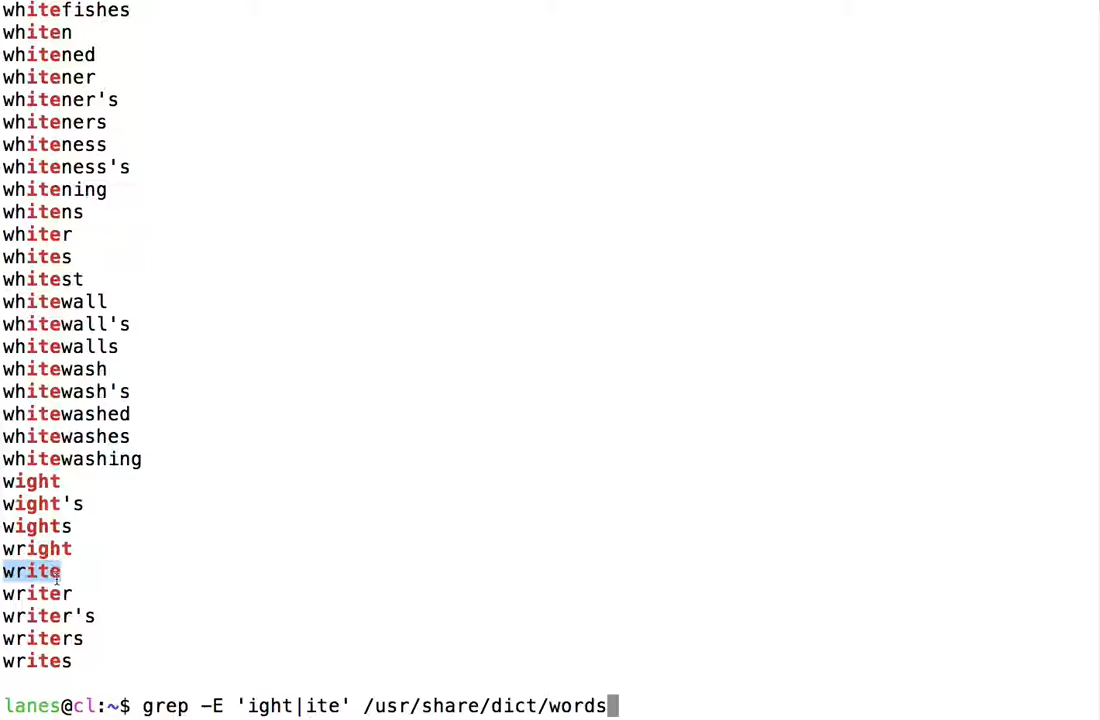 whitefishes
whiten
whitened
whitener
whitener's
whiteners
whiteness
whiteness's
whitening
whitens
whiter
whites
whitest
whitewall
whitewall's
whitewalls
whitewash
whitewash's
whitewashed
whitewashes
whitewashing
wight
wight's
wights
wright
write
writer
writer's
writers
writes
lanes@cl:~$ grep -E 'ight|ite' /usr/share/dict/words